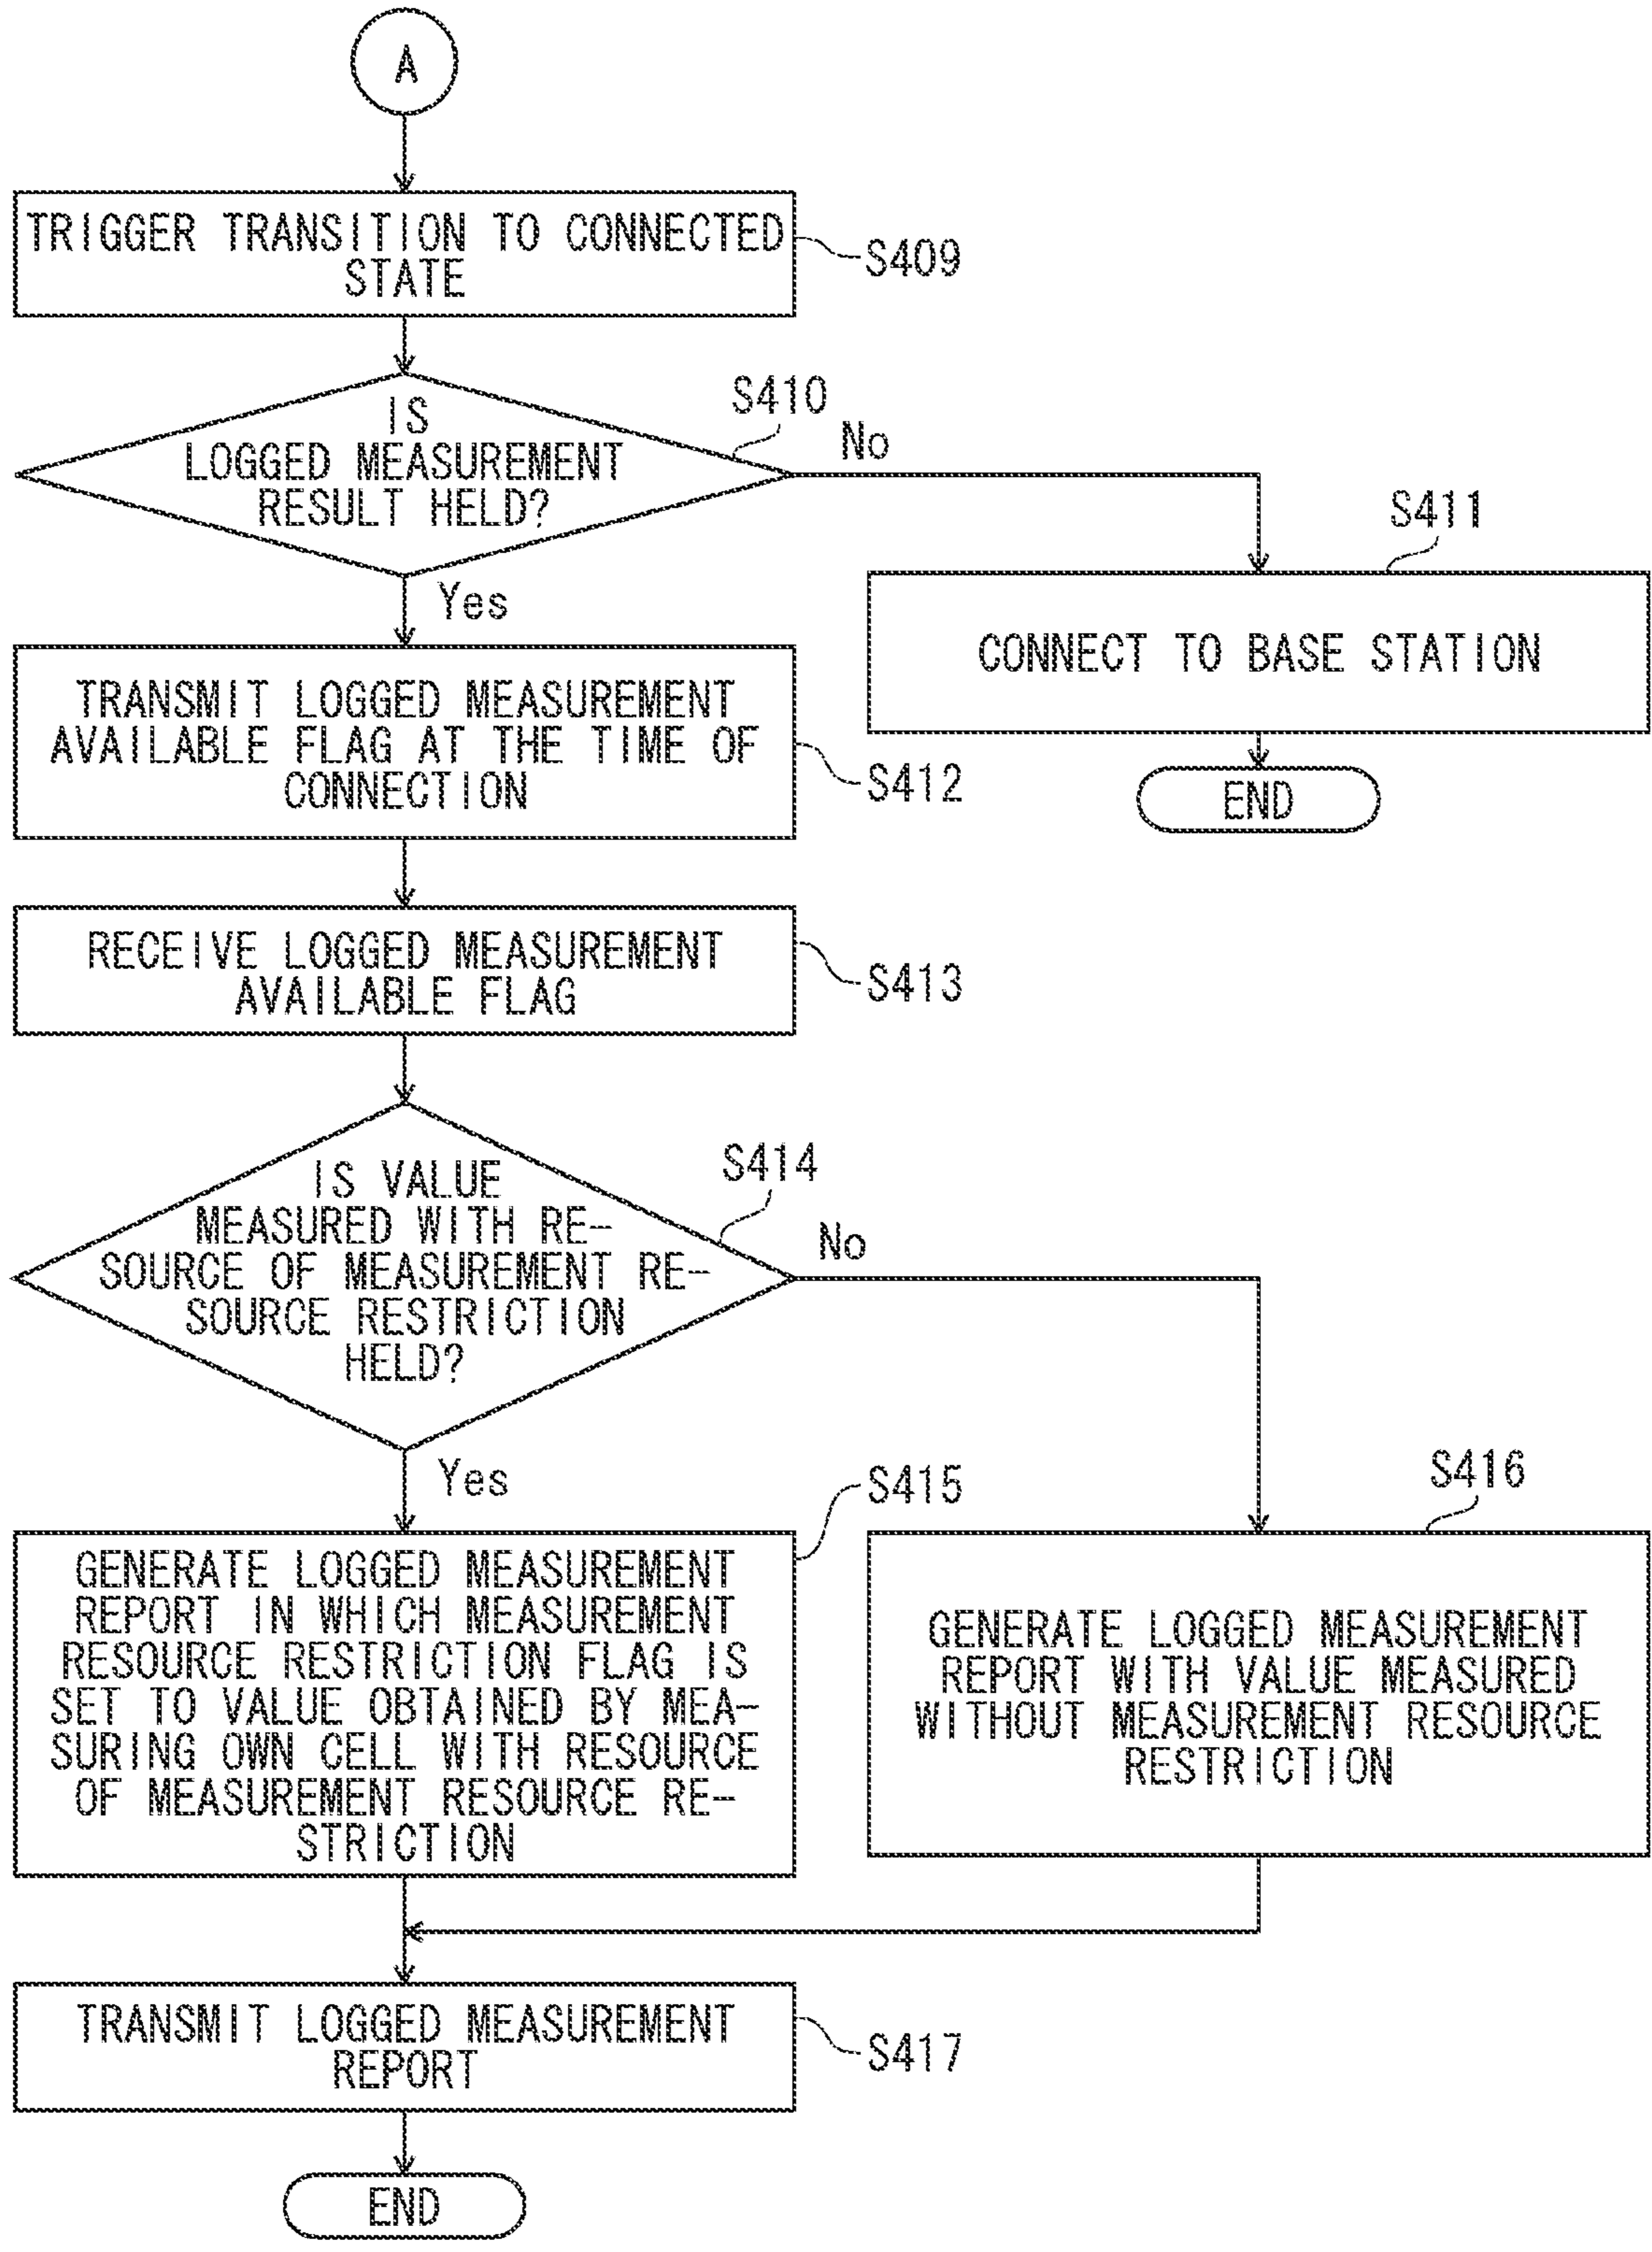 A
TRIGGER TRANSITION TO CONNECTED
STATE
S409
IS
LOGGED MEASUREMENT
RESULT HELD?
S410
No
Yes
S411
CONNECT TO BASE STATION
END
TRANSMIT LOGGED MEASUREMENT
AVAILABLE FLAG AT THE TIME OF
CONNECTION
S412
RECEIVE LOGGED MEASUREMENT
AVAILABLE FLAG
S413
IS VALUE
MEASURED WITH RE-
SOURCE OF MEASUREMENT RE-
SOURCE RESTRICTION
HELD?
S414
No
Yes
S415
GENERATE LOGGED MEASUREMENT
REPORT IN WHICH MEASUREMENT
RESOURCE RESTRICTION FLAG IS
SET TO VALUE OBTAINED BY MEA-
SURING OWN CELL WITH RESOURCE
OF MEASUREMENT RESOURCE RE-
STRICTION
S416
GENERATE LOGGED MEASUREMENT
REPORT WITH VALUE MEASURED
WITHOUT MEASUREMENT RESOURCE
RESTRICTION
TRANSMIT LOGGED MEASUREMENT
REPORT
S417
END